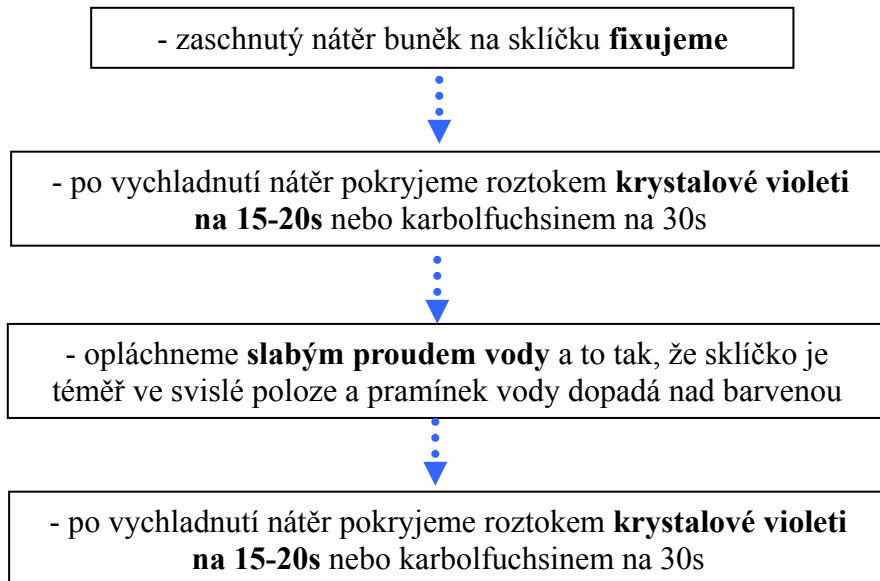 - zaschnutý nátěr buněk na sklíčku fixujeme
- po vychladnutí nátěr pokryjeme roztokem krystalové violeti
na 15-20s nebo karbolfuchsinem na 30s
- opláchneme slabým proudem vody a to tak, že sklíčko je
téměř ve svislé poloze a pramínek vody dopadá nad barvenou
- po vychladnutí nátěr pokryjeme roztokem krystalové violeti
na 15-20s nebo karbolfuchsinem na 30s